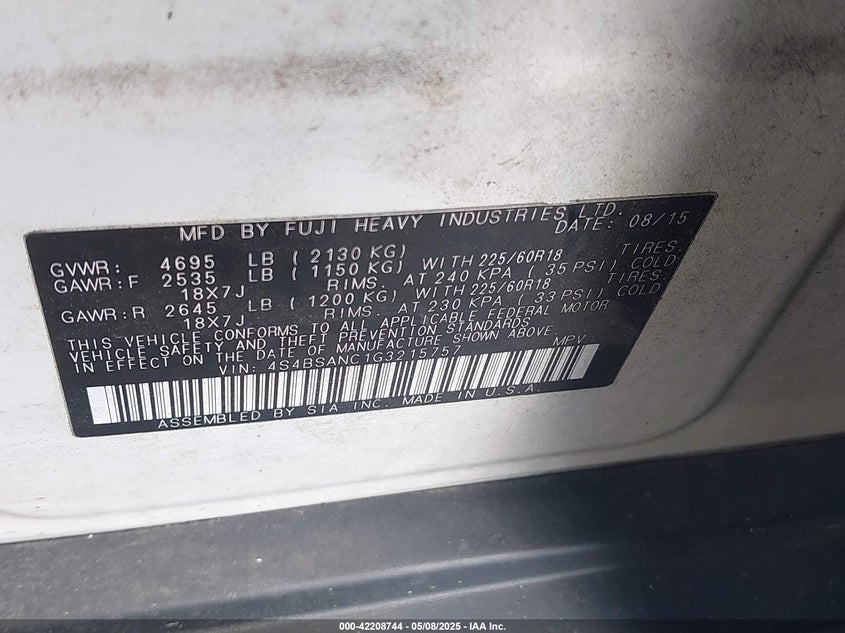 MFD BY FUJI HEAVY INDUSTRIES LTD.
DATE: 08/15
GVWR: 4695 LB ( 2130 KG)
GAWR:F 2535 LB ( 1150 KG) WITH 225/60R18 TIRES.
18X7J RIMS. AT 240 KPA ( 35 PSI) COLD
GAWR:R 2645 LB ( 1200 KG) WITH 225/60R18 TIRES.
18X7J RIMS. AT 230 KPA ( 33 PSI) COLD
THIS VEHICLE CONFORMS TO ALL APPLICABLE FEDERAL MOTOR
VEHICLE SAFETY AND THEFT PREVENTION STANDARDS
IN EFFECT ON THE DATE OF MANUFACTURE SHOWN ABOVE.
VIN: 4S4BSANC1G3215757 MPV
ASSEMBLED BY SIA INC. MADE IN U.S.A.
000-42208744 - 05/08/2025 - IAA Inc.